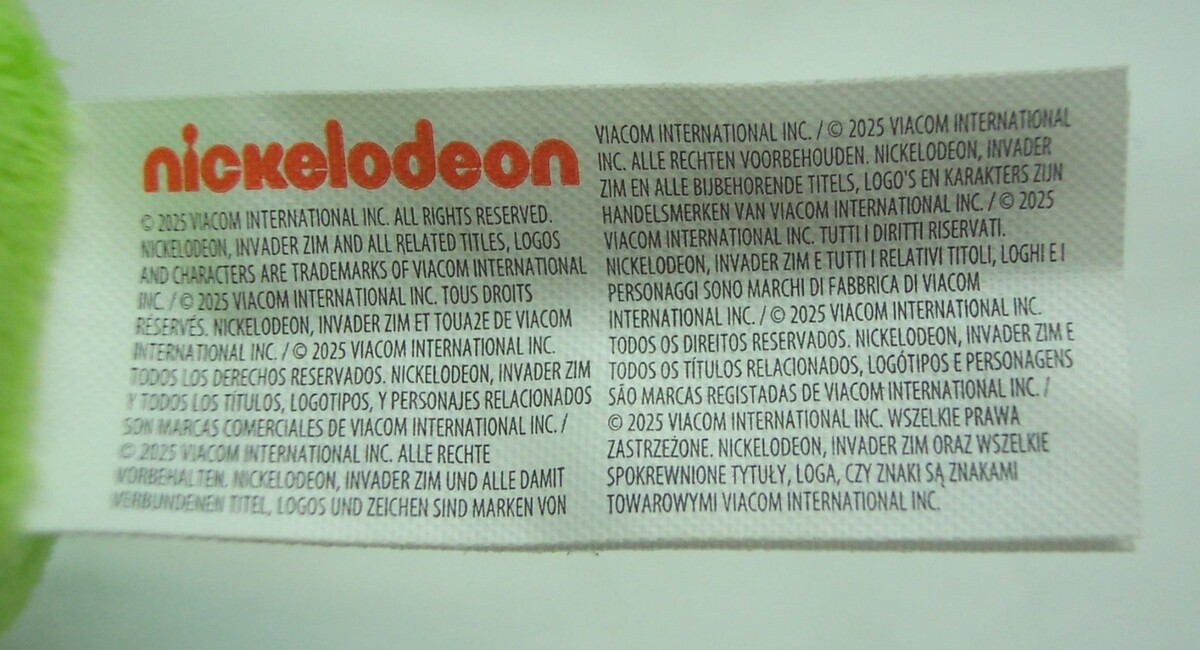 nickelodeon
© 2025 VIACOM INTERNATIONAL INC. ALL RIGHTS RESERVED.
NICKELODEON, INVADER ZIM AND ALL RELATED TITLES, LOGOS
AND CHARACTERS ARE TRADEMARKS OF VIACOM INTERNATIONAL
INC. / © 2025 VIACOM INTERNATIONAL INC. TOUS DROITS
RÉSERVÉS. NICKELODEON, INVADER ZIM ET TOUA2E DE VIACOM
INTERNATIONAL INC. / © 2025 VIACOM INTERNATIONAL INC.
TODOS LOS DERECHOS RESERVADOS. NICKELODEON, INVADER ZIM
Y TODOS LOS TÍTULOS, LOGOTIPOS, Y PERSONAJES RELACIONADOS
SON MARCAS COMERCIALES DE VIACOM INTERNATIONAL INC. /
© 2025 VIACOM INTERNATIONAL INC. ALLE RECHTE
VORBEHALTEN. NICKELODEON, INVADER ZIM UND ALLE DAMIT
VERBUNDENEN TITEL, LOGOS UND ZEICHEN SIND MARKEN VON
VIACOM INTERNATIONAL INC. / © 2025 VIACOM INTERNATIONAL
INC. ALLE RECHTEN VOORBEHOUDEN. NICKELODEON, INVADER
ZIM EN ALLE BIJBEHORENDE TITELS, LOGO'S EN KARAKTERS ZIJN
HANDELSMERKEN VAN VIACOM INTERNATIONAL INC. / © 2025
VIACOM INTERNATIONAL INC. TUTTI I DIRITTI RISERVATI.
NICKELODEON, INVADER ZIM E TUTTI I RELATIVI TITOLI, LOGHI E I
PERSONAGGI SONO MARCHI DI FABBRICA DI VIACOM
INTERNATIONAL INC. / © 2025 VIACOM INTERNATIONAL INC.
TODOS OS DIREITOS RESERVADOS. NICKELODEON, INVADER ZIM E
TODOS OS TÍTULOS RELACIONADOS, LOGÓTIPOS E PERSONAGENS
SÃO MARCAS REGISTADAS DE VIACOM INTERNATIONAL INC. /
© 2025 VIACOM INTERNATIONAL INC. WSZELKIE PRAWA
ZASTRZEŻONE. NICKELODEON, INVADER ZIM ORAZ WSZELKIE
SPOKREWNIONE TYTUŁY, LOGA, CZY ZNAKI SĄ ZNAKAMI
TOWAROWYMI VIACOM INTERNATIONAL INC.